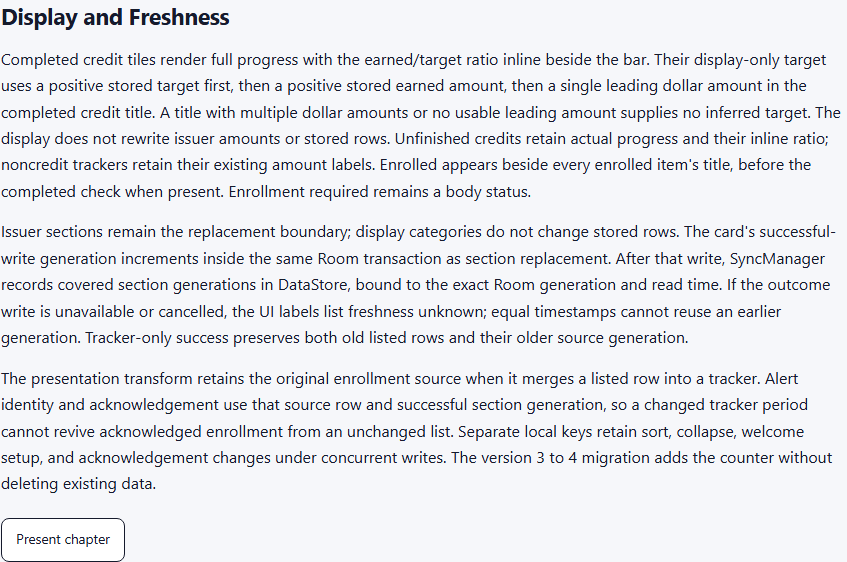 Display and Freshness
Completed credit tiles render full progress with the earned/target ratio inline beside the bar. Their display-only target
uses a positive stored target first, then a positive stored earned amount, then a single leading dollar amount in the
completed credit title. A title with multiple dollar amounts or no usable leading amount supplies no inferred target. The
display does not rewrite issuer amounts or stored rows. Unfinished credits retain actual progress and their inline ratio;
noncredit trackers retain their existing amount labels. Enrolled appears beside every enrolled item's title, before the
completed check when present. Enrollment required remains a body status.
Issuer sections remain the replacement boundary; display categories do not change stored rows. The card's successful-
write generation increments inside the same Room transaction as section replacement. After that write, SyncManager
records covered section generations in DataStore, bound to the exact Room generation and read time. If the outcome
write is unavailable or cancelled, the UI labels list freshness unknown; equal timestamps cannot reuse an earlier
generation. Tracker-only success preserves both old listed rows and their older source generation.
The presentation transform retains the original enrollment source when it merges a listed row into a tracker. Alert
identity and acknowledgement use that source row and successful section generation, so a changed tracker period
cannot revive acknowledged enrollment from an unchanged list. Separate local keys retain sort, collapse, welcome
setup, and acknowledgement changes under concurrent writes. The version 3 to 4 migration adds the counter without
deleting existing data.
Present chapter